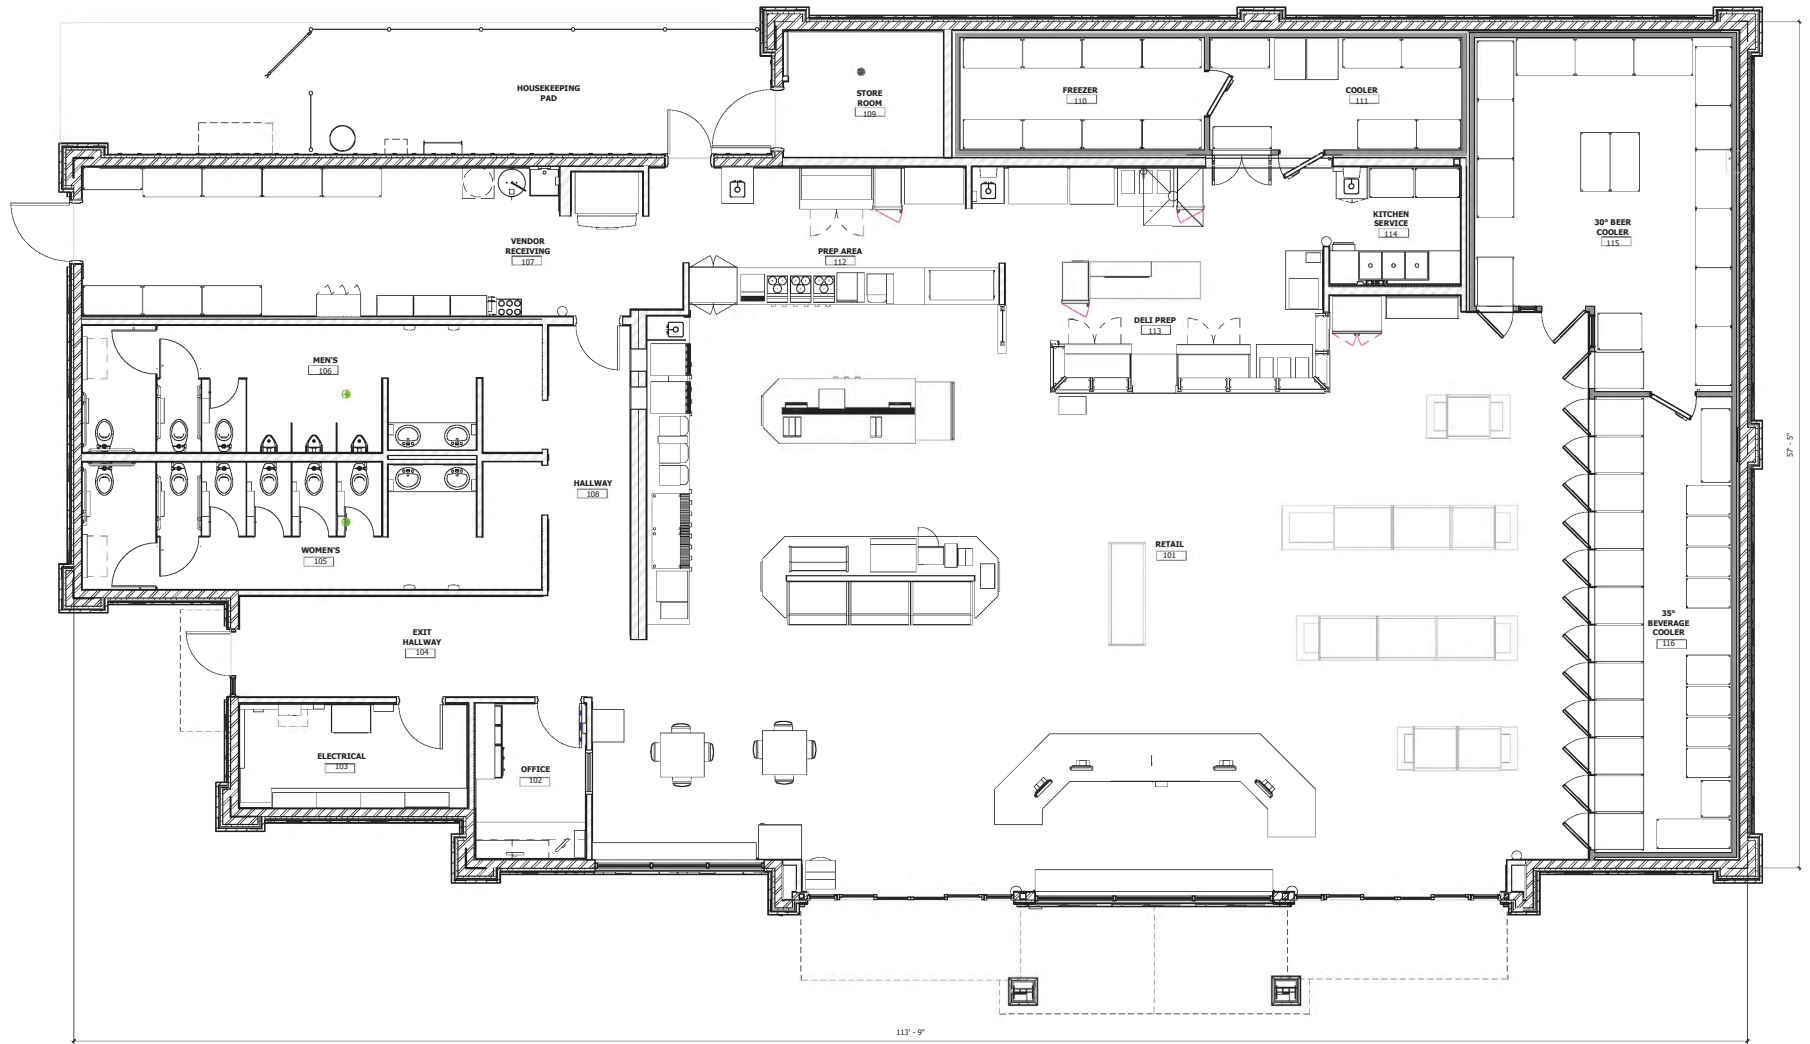 HOUSEKEEPING
PAD
STORE
ROOM
109
FREEZER
110
COOLER
111
30° BEER
COOLER
115
KITCHEN
SERVICE
114
VENDOR
RECEIVING
107
PREP AREA
112
DELI PREP
113
MEN'S
106
HALLWAY
108
WOMEN'S
105
RETAIL
101
EXIT
HALLWAY
104
35°
BEVERAGE
COOLER
116
ELECTRICAL
103
OFFICE
102
57' - 5"
113' - 9"